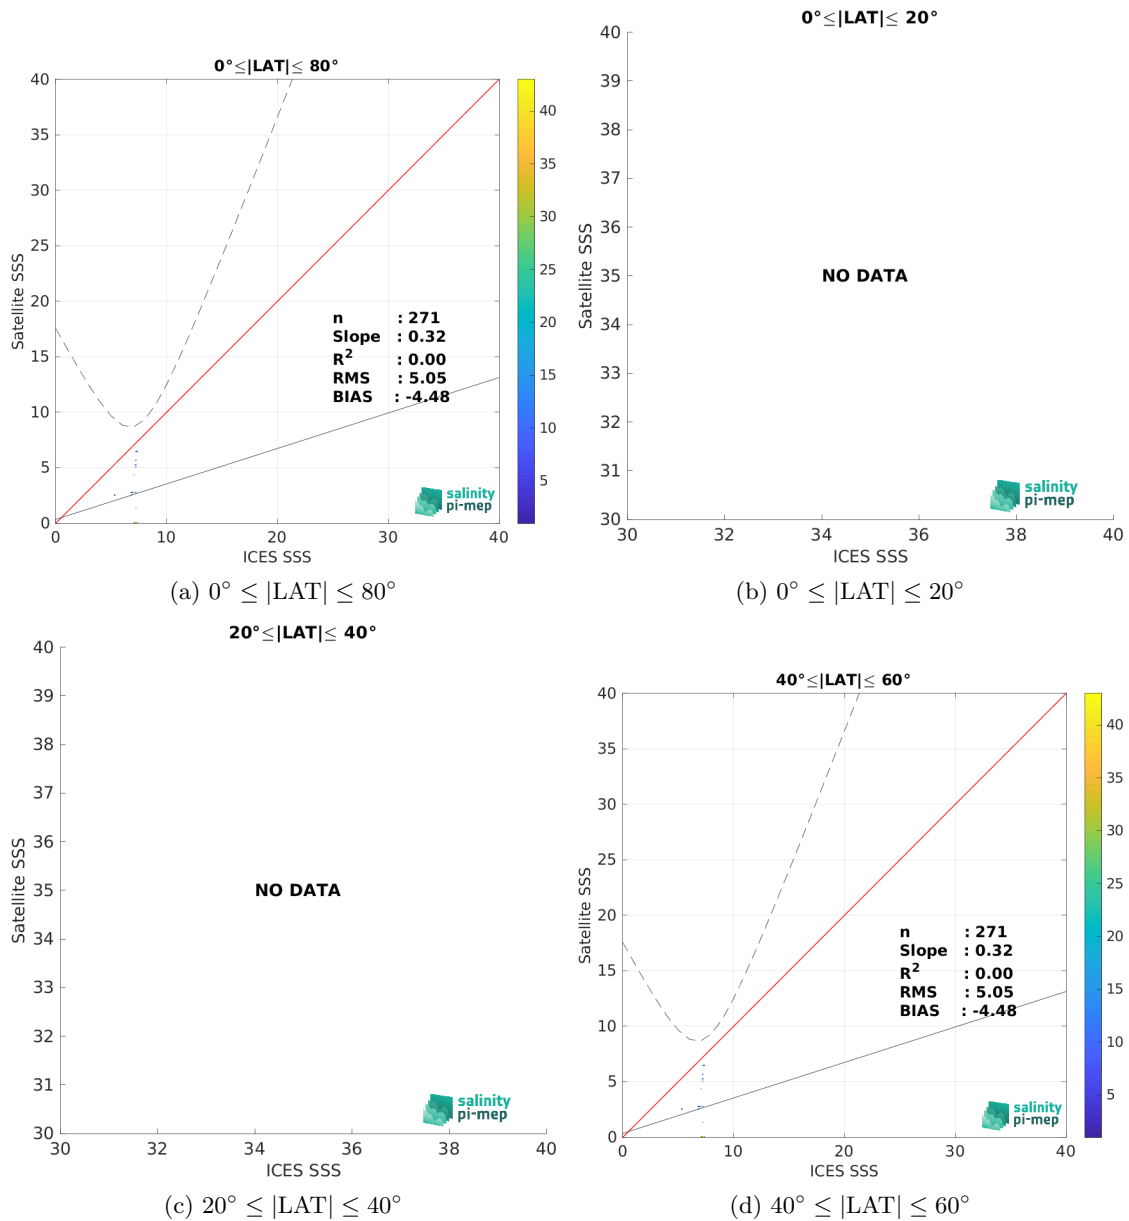 0°≤|LAT|≤ 80°
40
35
30
25
20
15
10
5
0
0
10
20
30
40
Satellite SSS
ICES SSS
n : 271
Slope : 0.32
R2 : 0.00
RMS : 5.05
BIAS : -4.48
salinity
pi-mep
40
35
30
25
20
15
10
5
(a) 0° ≤ |LAT| ≤ 80°
0°≤|LAT|≤ 20°
40
39
38
37
36
35
34
33
32
31
30
30
32
34
36
38
40
Satellite SSS
ICES SSS
NO DATA
salinity
pi-mep
(b) 0° ≤ |LAT| ≤ 20°
20°≤|LAT|≤ 40°
40
39
38
37
36
35
34
33
32
31
30
30
32
34
36
38
40
Satellite SSS
ICES SSS
NO DATA
salinity
pi-mep
(c) 20° ≤ |LAT| ≤ 40°
40°≤|LAT|≤ 60°
40
35
30
25
20
15
10
5
0
0
10
20
30
40
Satellite SSS
ICES SSS
n : 271
Slope : 0.32
R2 : 0.00
RMS : 5.05
BIAS : -4.48
salinity
pi-mep
40
35
30
25
20
15
10
5
(d) 40° ≤ |LAT| ≤ 60°